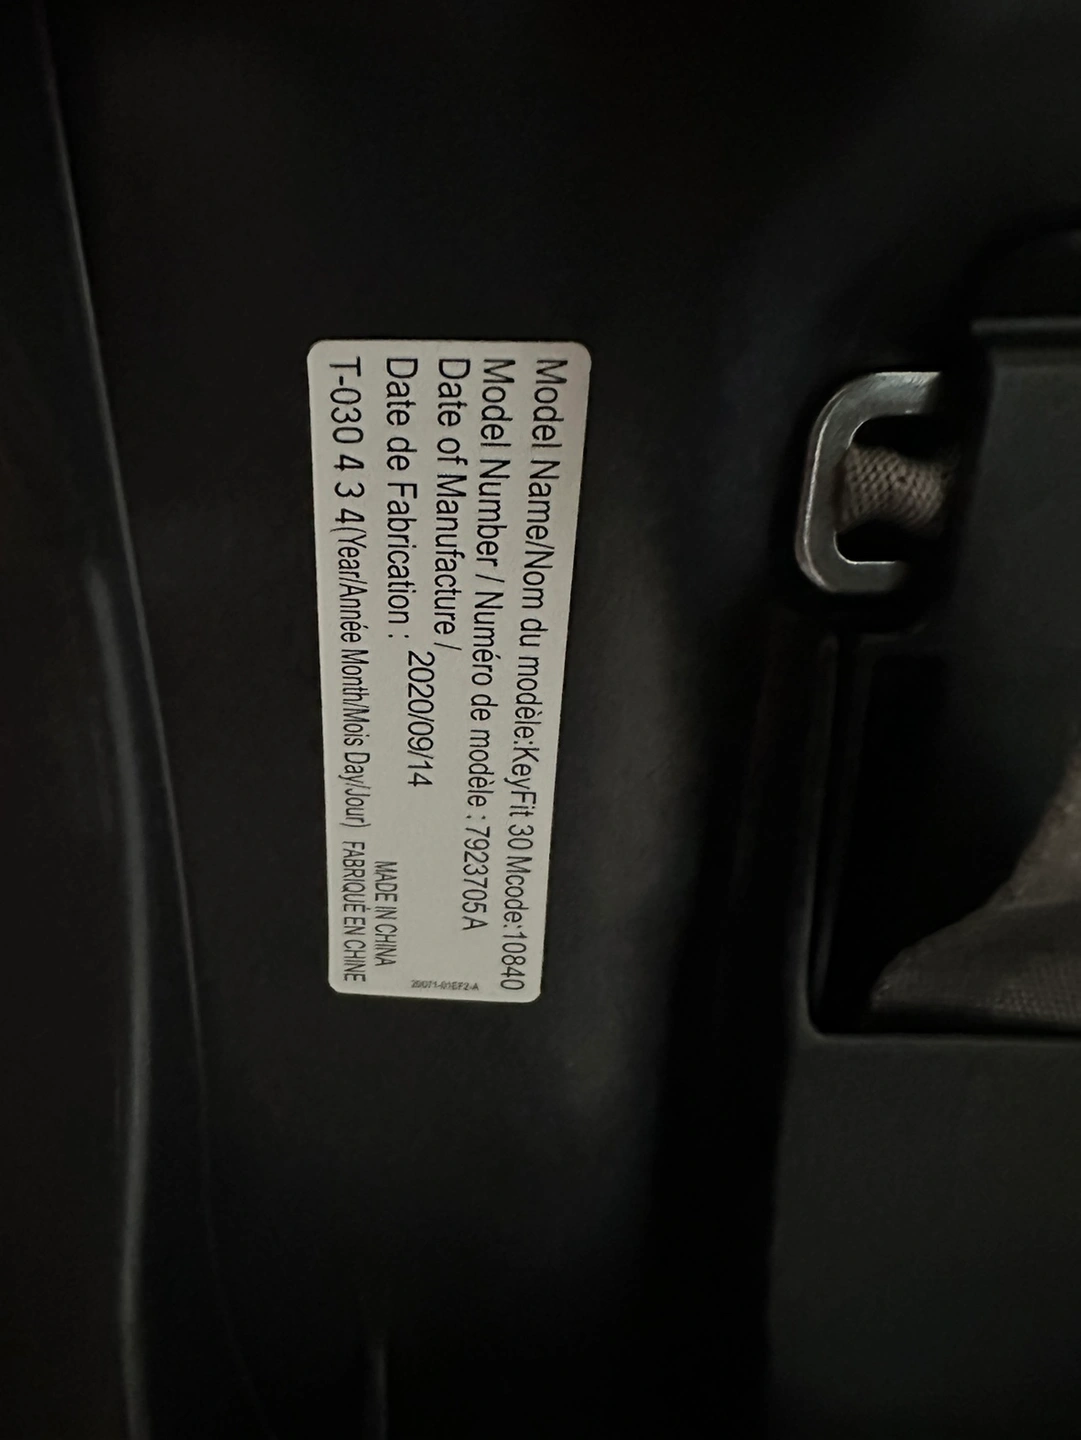 Model Name/Nom du modèle:KeyFit 30 Mcode:10840
Model Number / Numéro de modèle : 7923705A
Date of Manufacture /
Date de Fabrication : 2020/09/14
MADE IN CHINA
T-030 4 3 4(Year/Année Month/Mois Day/Jour) FABRIQUÉ EN CHINE